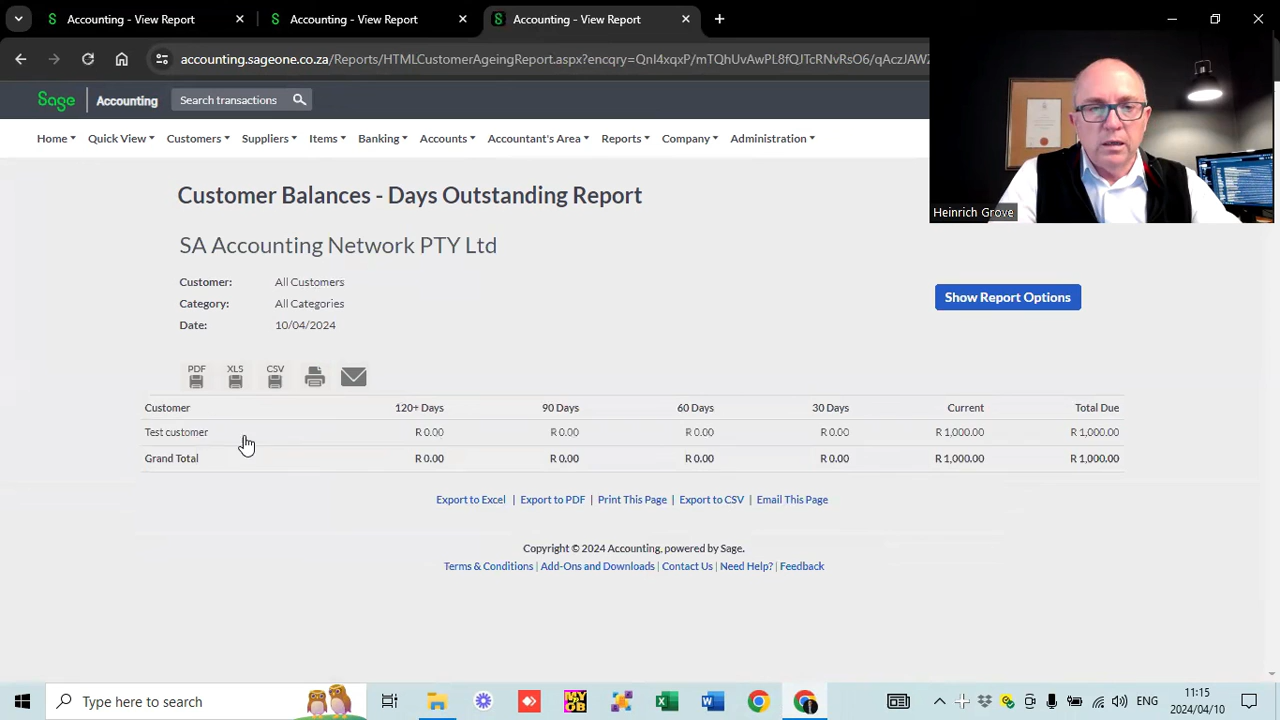 Accounting - View Report
Accounting - View Report
Accounting - View Report
accounting.sageone.co.za/Reports/HTMLCustomerAgeingReport.aspx?encqry=
Sage Accounting Search transactions
Home Quick View Customers Suppliers Items Banking Accounts Accountant's Area Reports Company Administration
Heinrich Grove
Customer Balances - Days Outstanding Report
SA Accounting Network PTY Ltd
Customer: All Customers
Category: All Categories
Date: 10/04/2024
Show Report Options
PDF XLS CSV
Customer 120+ Days 90 Days 60 Days 30 Days Current Total Due
Test customer R 0.00 R 0.00 R 0.00 R 0.00 R 1,000.00 R 1,000.00
Grand Total R 0.00 R 0.00 R 0.00 R 0.00 R 1,000.00 R 1,000.00
Export to Excel | Export to PDF | Print This Page | Export to CSV | Email This Page
Copyright © 2024 Accounting, powered by Sage.
Terms & Conditions | Add-Ons and Downloads | Contact Us | Need Help? | Feedback
Type here to search
ENG
11:15
2024/04/10